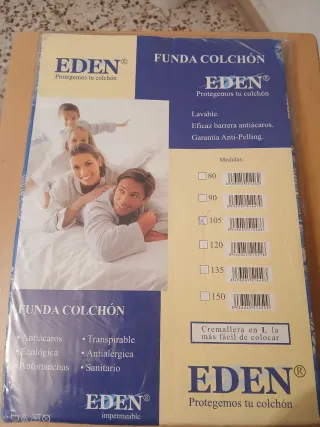 EDEN®
Protegemos tu colchón
FUNDA COLCHÓN
EDEN®
Protegemos tu colchón
Lavable.
Eficaz barrera antiácaros.
Garantía Anti-Pelling.
Medidas:
80
90
105
120
135
150
Cremallera en L la
más fácil de colocar
FUNDA COLCHÓN
• Antiácaros
• Ecológica
• Antimanchas
• Transpirable
• Antialérgica
• Sanitario
EDEN®
impermeable
EDEN®
Protegemos tu colchón